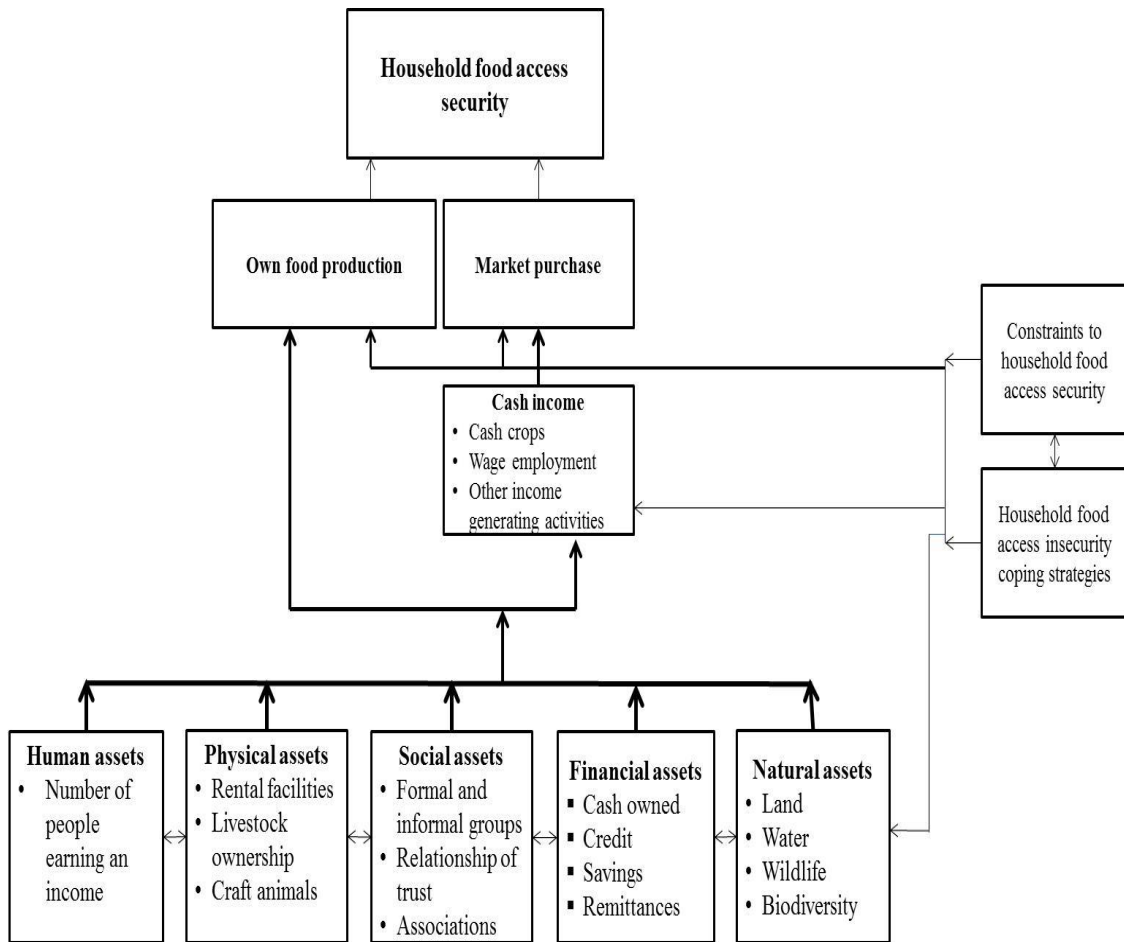 Household food access
security
Own food production
Market purchase
Constraints to
household food
access security
Cash income
• Cash crops
• Wage employment
• Other income
generating activities
Household food
access insecurity
coping strategies
Human assets
• Number of
people
earning an
income
Physical assets
• Rental facilities
• Livestock
ownership
• Craft animals
Social assets
• Formal and
informal groups
• Relationship of
trust
• Associations
Financial assets
▪ Cash owned
▪ Credit
▪ Savings
▪ Remittances
Natural assets
• Land
• Water
• Wildlife
• Biodiversity